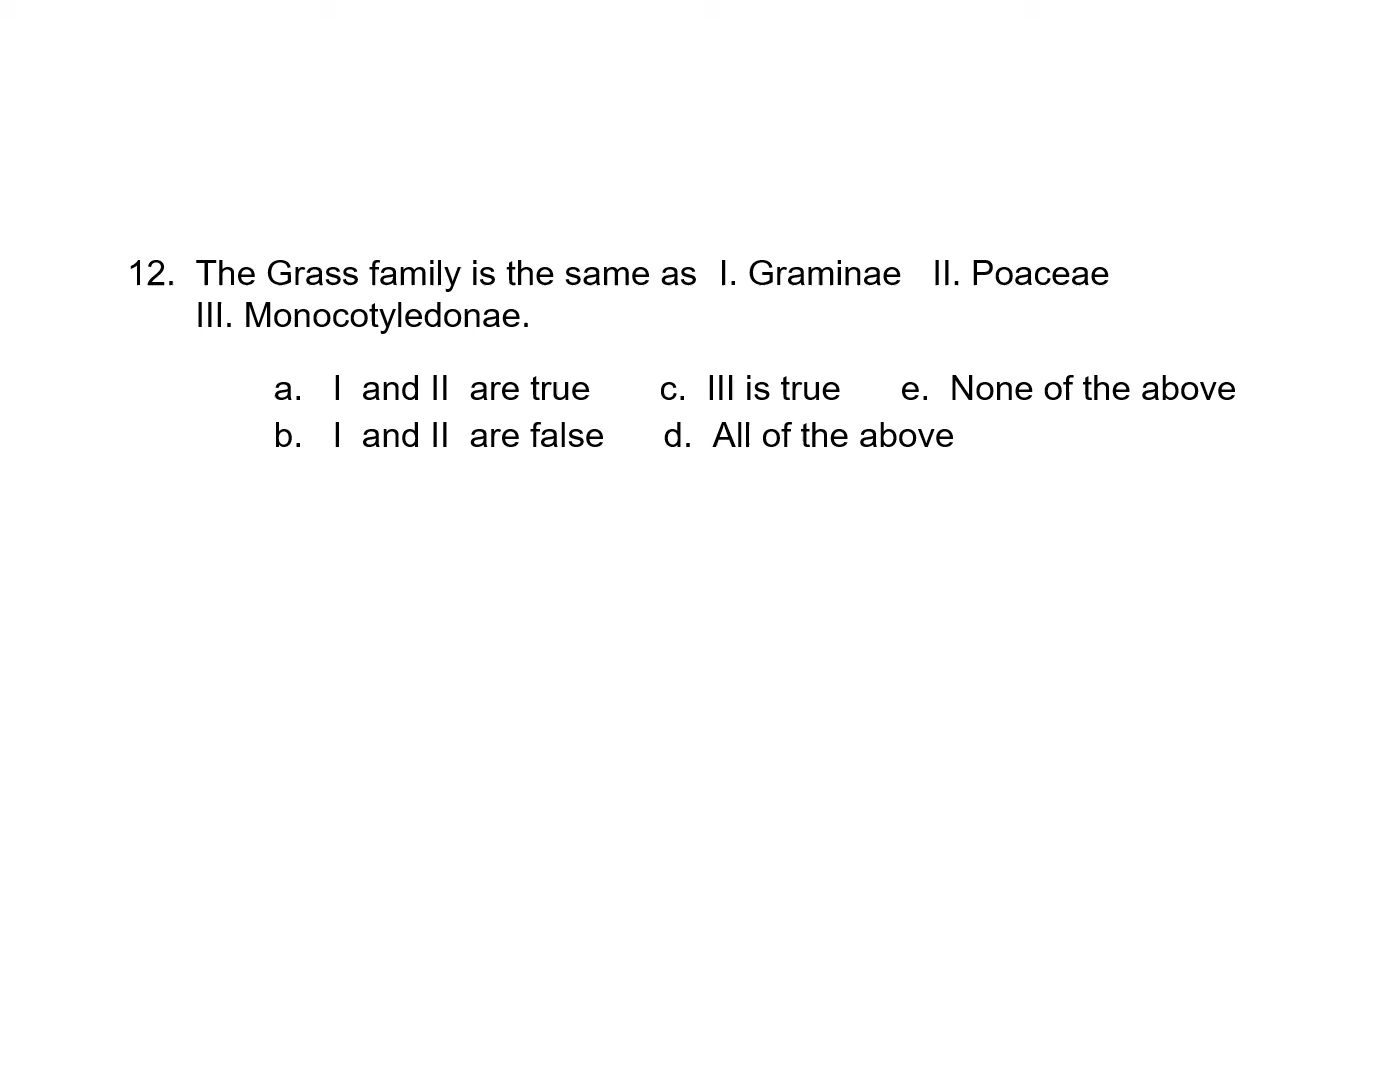 12. The Grass family is the same as I. Graminae II. Poaceae
III. Monocotyledonae.
a. I and II are true c. III is true e. None of the above
b. I and II are false d. All of the above